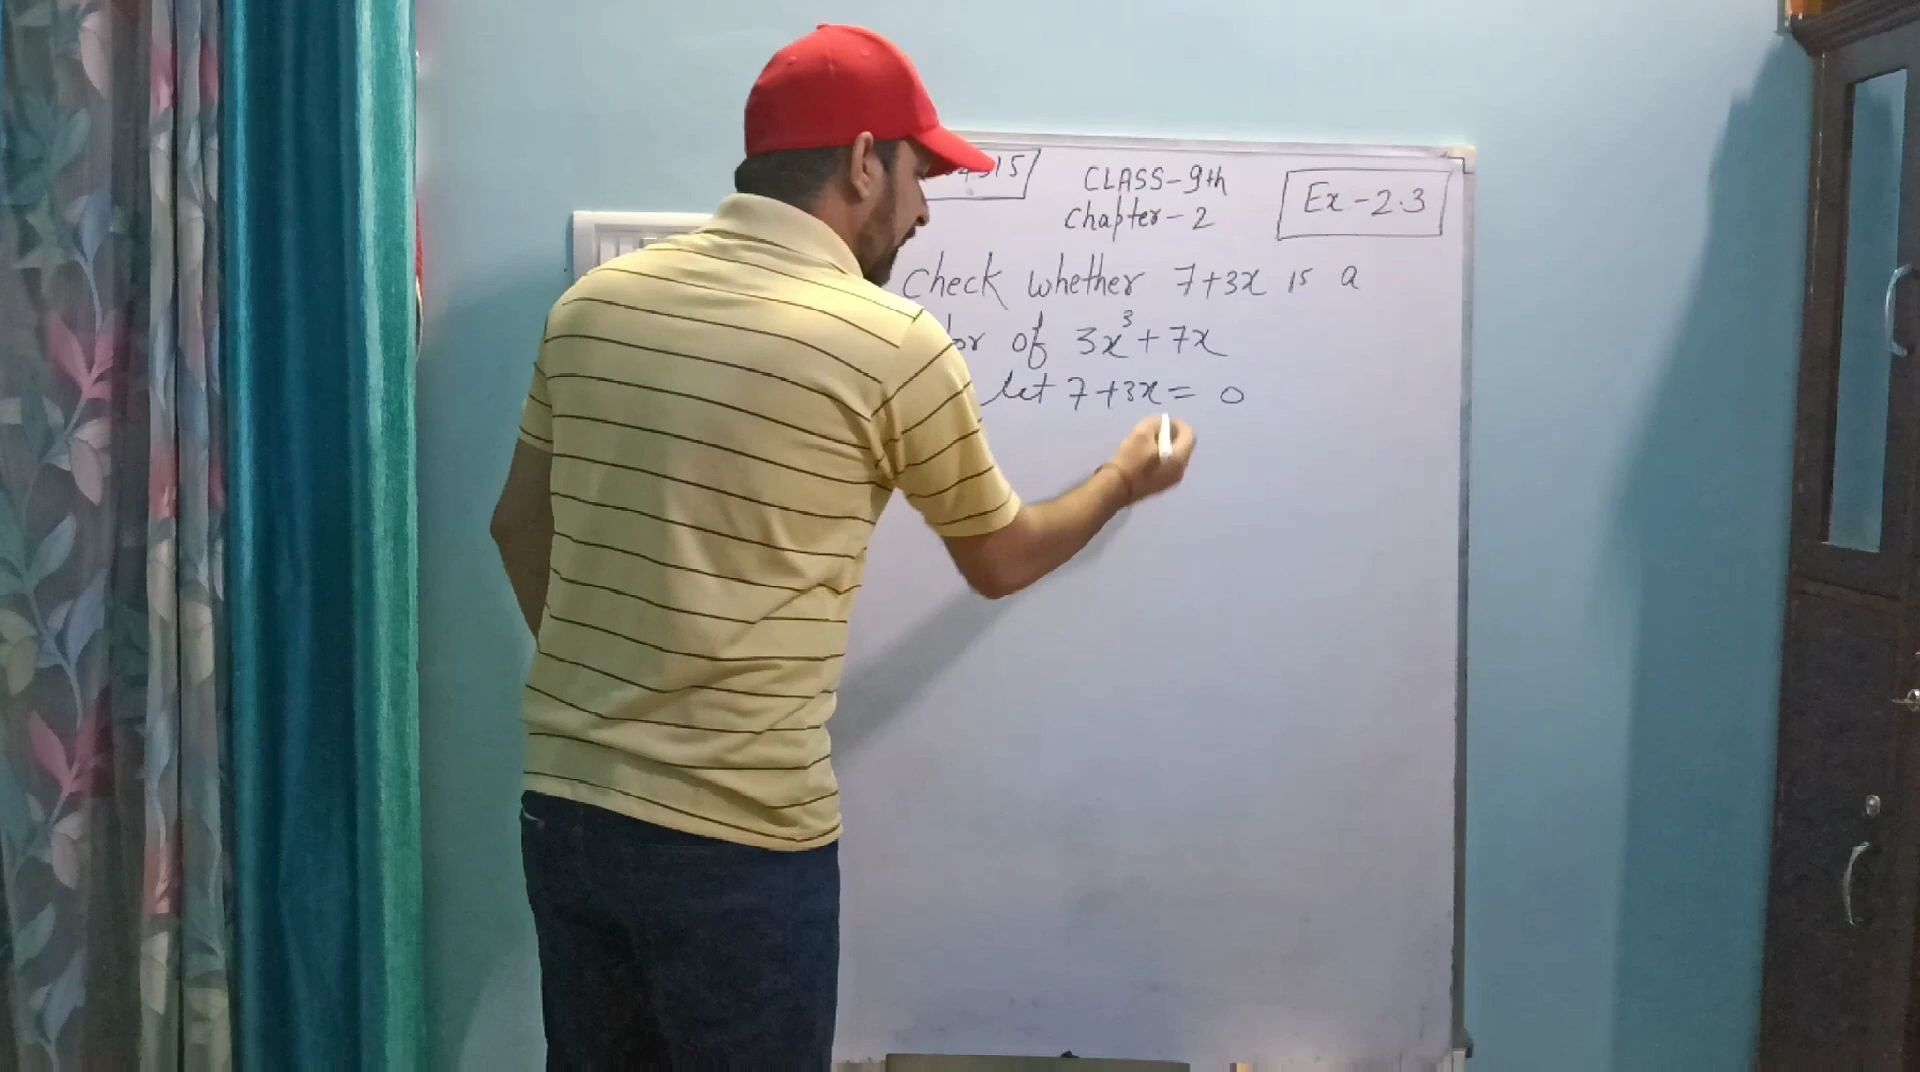 15
CLASS-9th
Chapter-2
Ex-2.3
Check whether 7+3x is a
of 3x³+7x
let 7+3x= 0